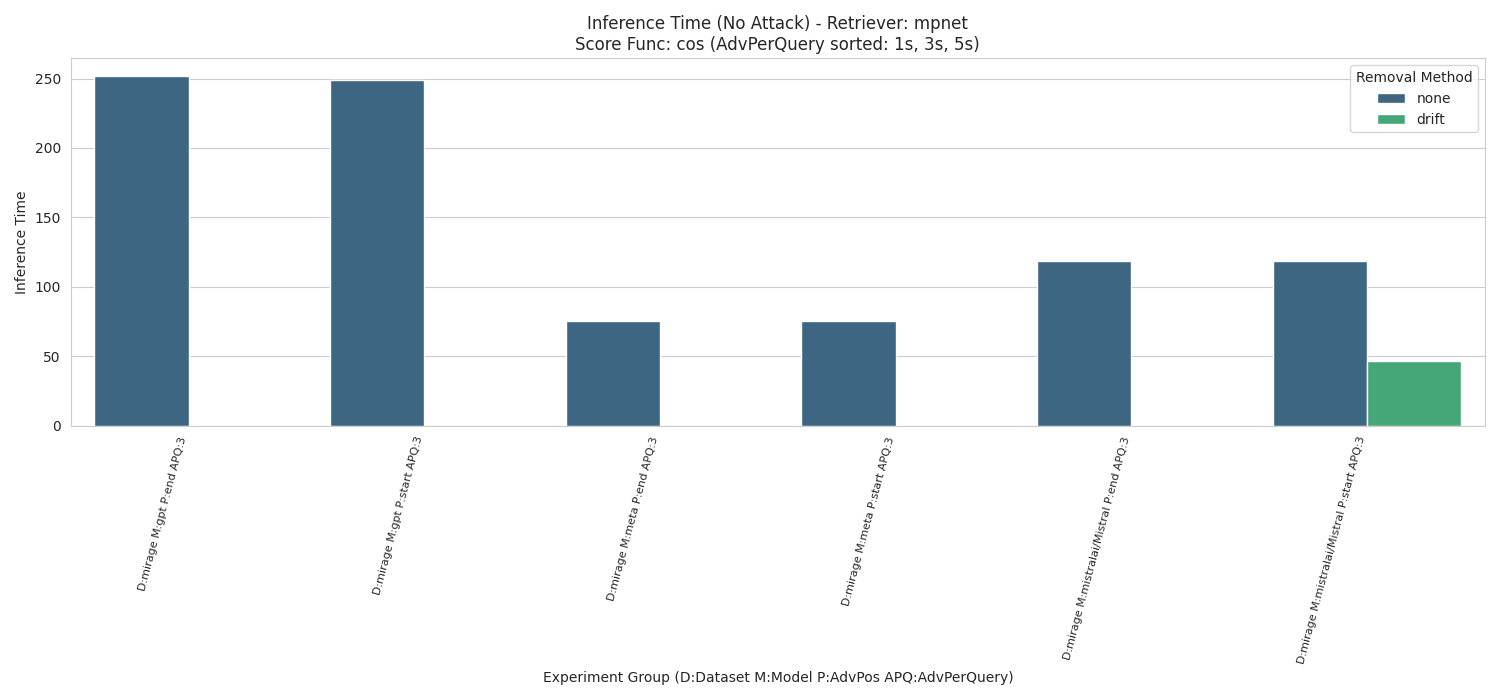 Inference Time (No Attack) - Retriever: mpnet
Score Func: cos (AdvPerQuery sorted: 1s, 3s, 5s)
Removal Method
none
drift
Inference Time
250
200
150
100
50
0
D:mirage M:gpt P:end APQ:3
D:mirage M:gpt P:start APQ:3
D:mirage M:meta P:end APQ:3
D:mirage M:meta P:start APQ:3
D:mirage M:mistralai/Mistral P:end APQ:3
D:mirage M:mistralai/Mistral P:start APQ:3
Experiment Group (D:Dataset M:Model P:AdvPos APQ:AdvPerQuery)